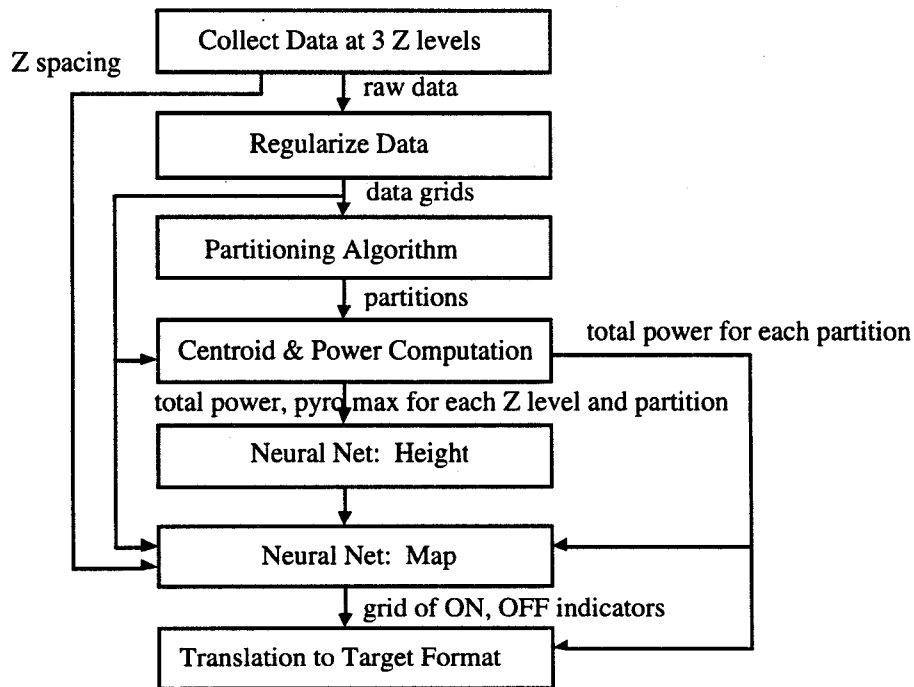 Collect Data at 3 Z levels
Z spacing
raw data
Regularize Data
data grids
Partitioning Algorithm
partitions
total power for each partition
Centroid & Power Computation
total power, pyro max for each Z level and partition
Neural Net: Height
Neural Net: Map
grid of ON, OFF indicators
Translation to Target Format